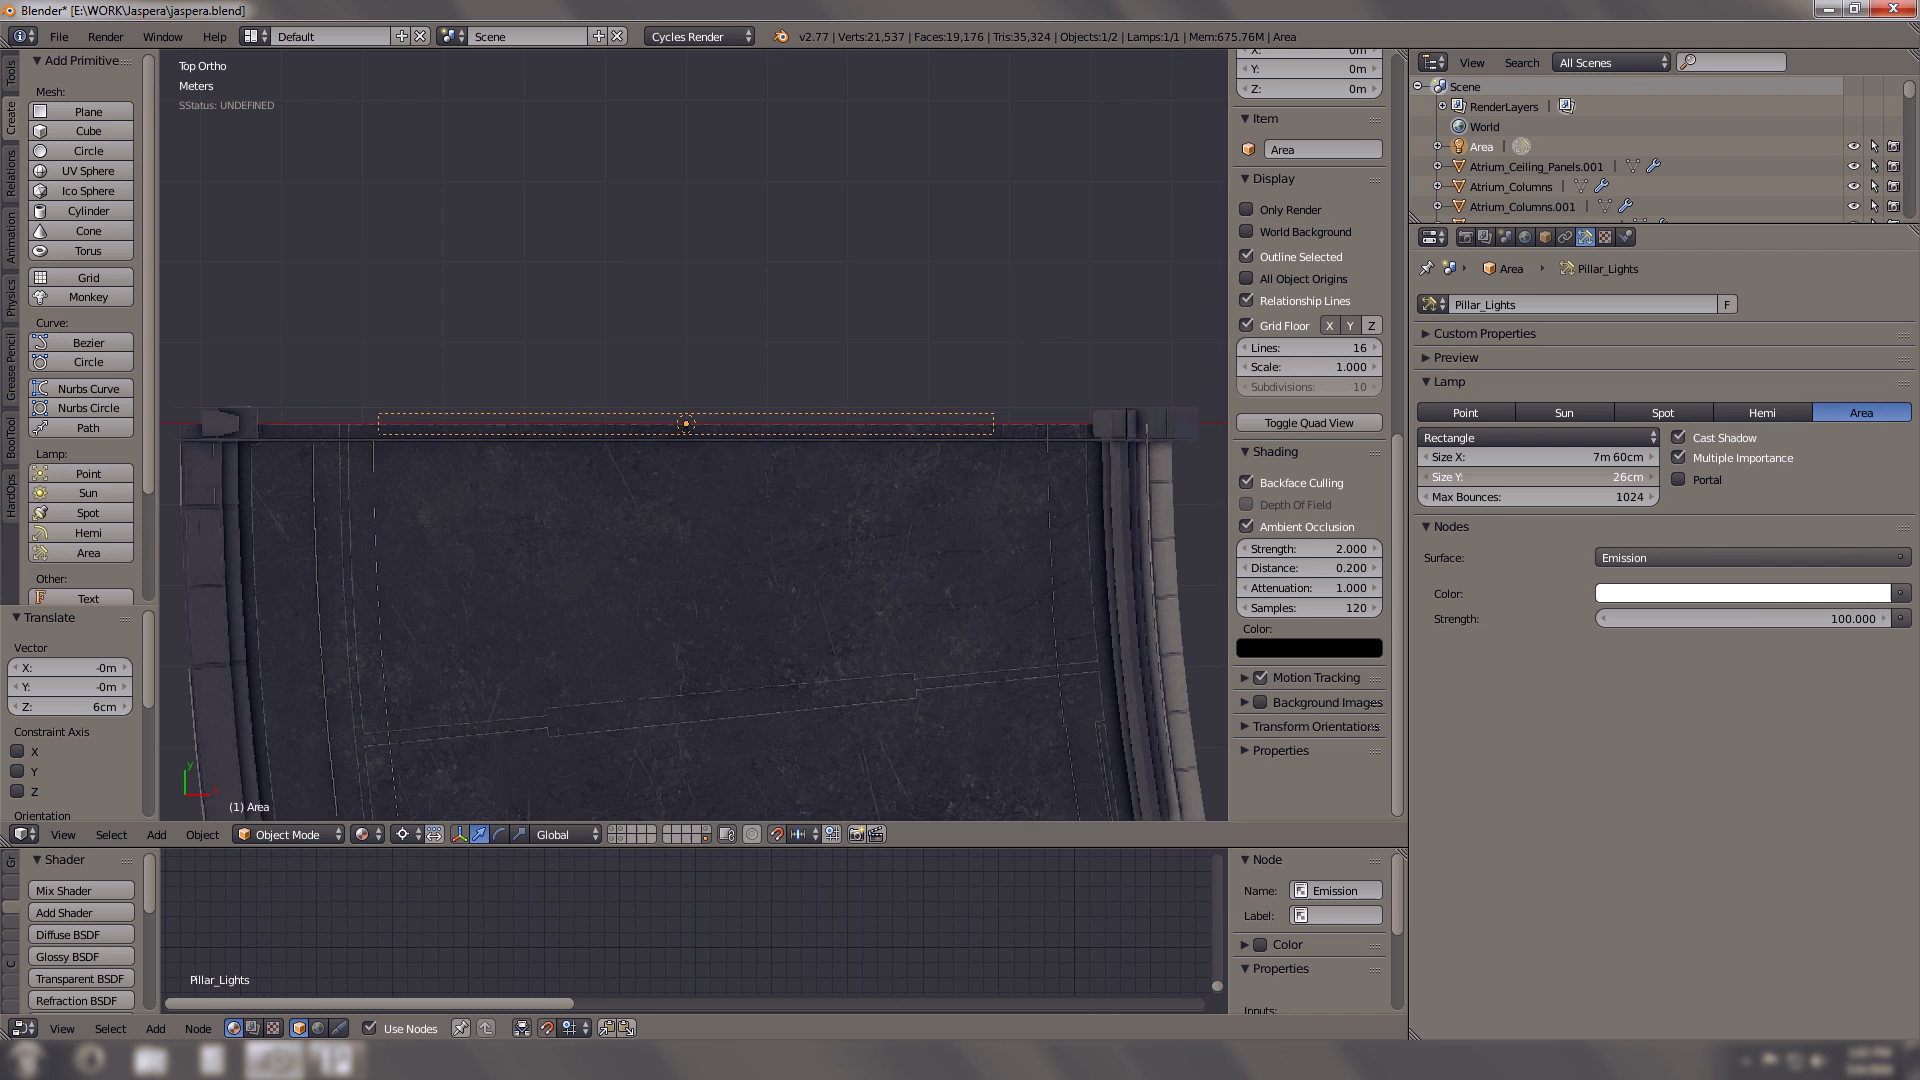 Blender* [E:\WORK\Jaspera\jaspera.blend]
File Render Window Help Default Scene Cycles Render v2.77 | Verts:21,537 | Faces:19,176 | Tris:35,324 | Objects:1/2 | Lamps:1/1 | Mem:675.76M | Area
Tools
Create
Relations
Animation
Physics
Grease Pencil
BoolTool
HardOps
Add Primitive
Mesh:
Plane
Cube
Circle
UV Sphere
Ico Sphere
Cylinder
Cone
Torus
Grid
Monkey
Curve:
Bezier
Circle
Nurbs Curve
Nurbs Circle
Path
Lamp:
Point
Sun
Spot
Hemi
Area
Other:
Text
Translate
Vector
X: -0m
Y: -0m
Z: 6cm
Constraint Axis
X
Y
Z
Orientation
Top Ortho
Meters
SStatus: UNDEFINED
y
x
(1) Area
X: 0m
Y: 0m
Z: 0m
Item
Area
Display
Only Render
World Background
Outline Selected
All Object Origins
Relationship Lines
Grid Floor X Y Z
Lines: 16
Scale: 1.000
Subdivisions: 10
Toggle Quad View
Shading
Backface Culling
Depth Of Field
Ambient Occlusion
Strength: 2.000
Distance: 0.200
Attenuation: 1.000
Samples: 120
Color:
Motion Tracking
Background Images
Transform Orientations
Properties
View Select Add Object Object Mode Global
View Search All Scenes
Scene
RenderLayers
World
Area
Atrium_Ceiling_Panels.001
Atrium_Columns
Atrium_Columns.001
Area Pillar_Lights
Pillar_Lights F
Custom Properties
Preview
Lamp
Point Sun Spot Hemi Area
Rectangle Cast Shadow
Size X: 7m 60cm Multiple Importance
Size Y: 26cm Portal
Max Bounces: 1024
Nodes
Surface: Emission
Color:
Strength: 100.000
Gr
C
Shader
Mix Shader
Add Shader
Diffuse BSDF
Glossy BSDF
Transparent BSDF
Refraction BSDF
Pillar_Lights
Node
Name: Emission
Label:
Color
Properties
Inputs:
View Select Add Node Use Nodes